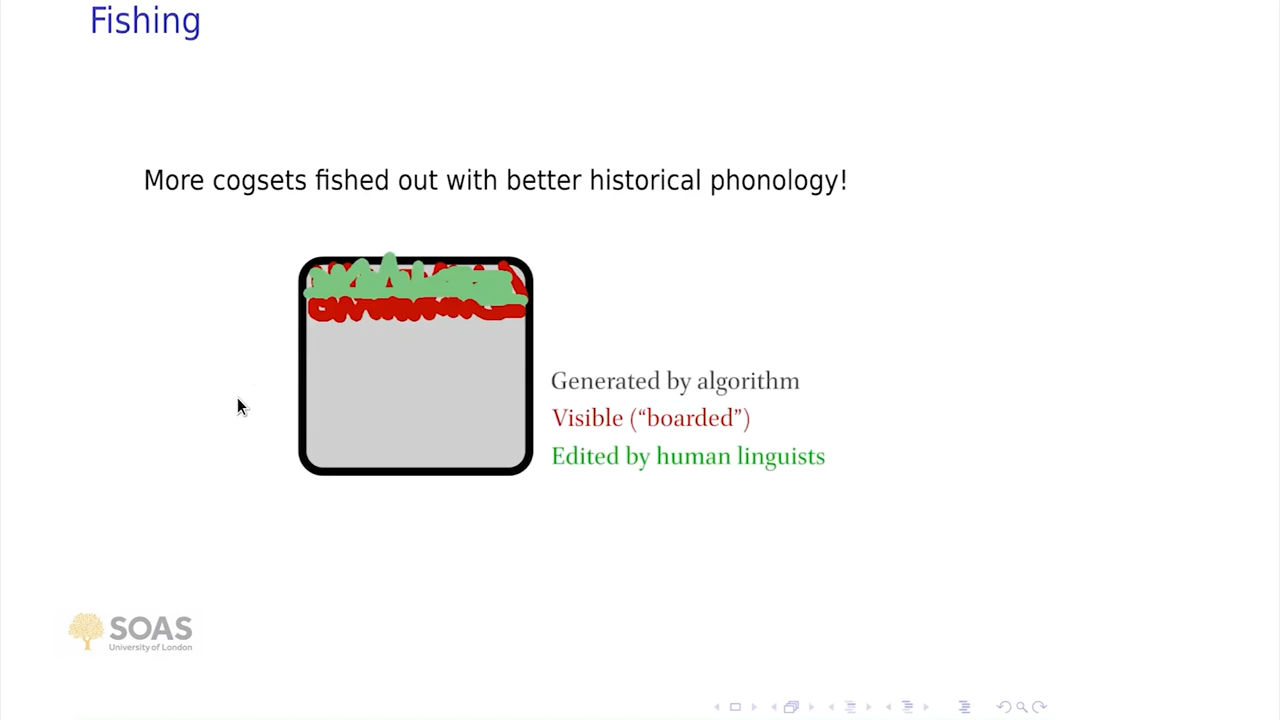 Fishing
More cogsets fished out with better historical phonology!
Generated by algorithm
Visible (“boarded”)
Edited by human linguists
SOAS
University of London